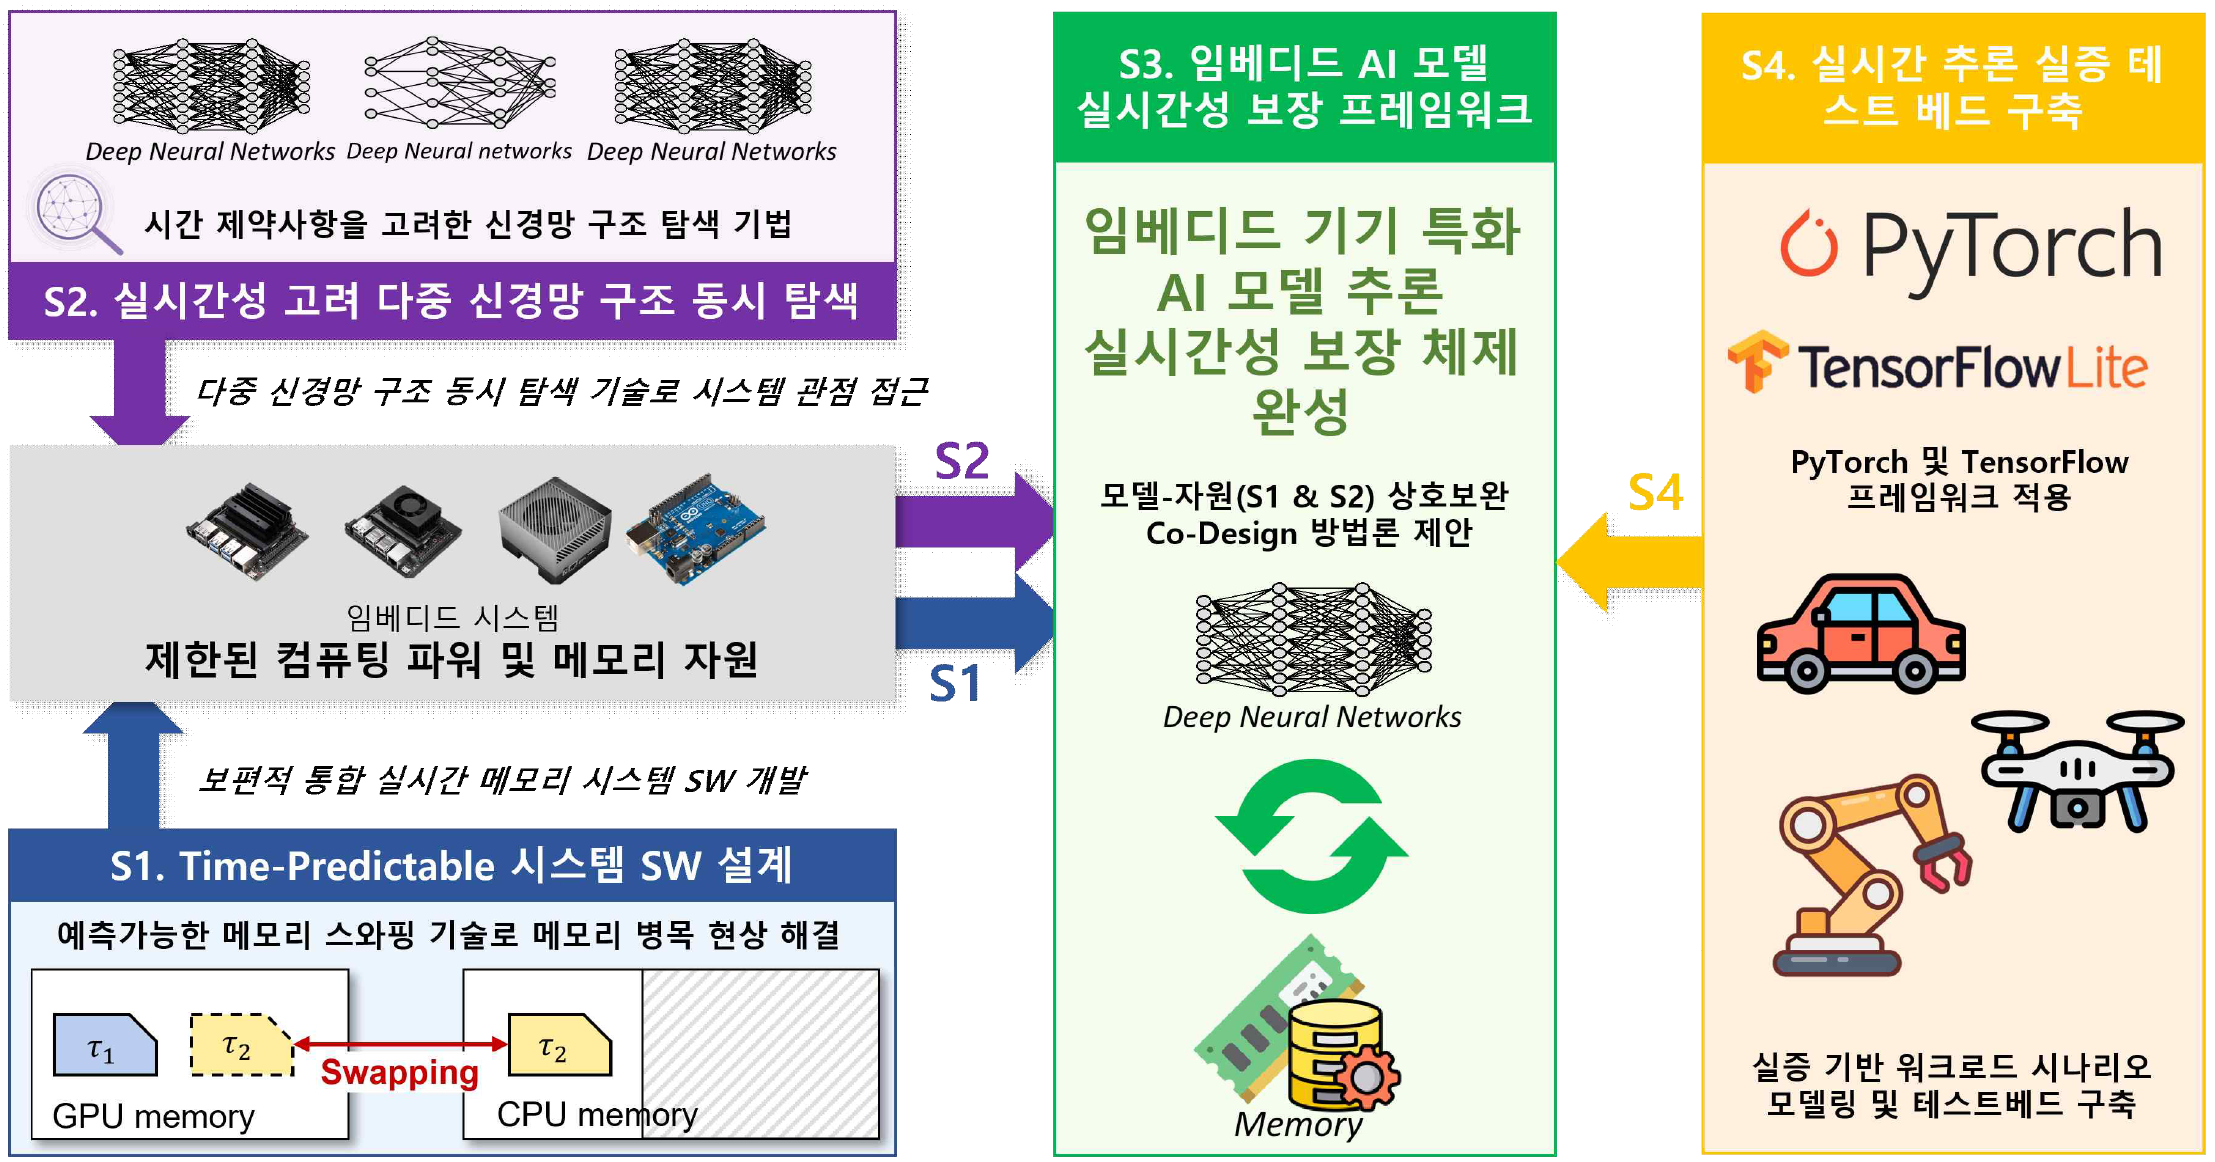 Deep Neural Networks
Deep Neural networks
Deep Neural Networks
시간 제약사항을 고려한 신경망 구조 탐색 기법
S2. 실시간성 고려 다중 신경망 구조 동시 탐색
다중 신경망 구조 동시 탐색 기술로 시스템 관점 접근
임베디드 시스템
제한된 컴퓨팅 파워 및 메모리 자원
S2
S1
보편적 통합 실시간 메모리 시스템 SW 개발
S1. Time-Predictable 시스템 SW 설계
예측가능한 메모리 스와핑 기술로 메모리 병목 현상 해결
τ1
τ2
Swapping
τ2
GPU memory
CPU memory
S3. 임베디드 AI 모델
실시간성 보장 프레임워크
임베디드 기기 특화
AI 모델 추론
실시간성 보장 체제
완성
모델-자원(S1 & S2) 상호보완
Co-Design 방법론 제안
Deep Neural Networks
Memory
S4
S4. 실시간 추론 실증 테
스트 베드 구축
PyTorch
TensorFlow Lite
PyTorch 및 TensorFlow
프레임워크 적용
실증 기반 워크로드 시나리오
모델링 및 테스트베드 구축